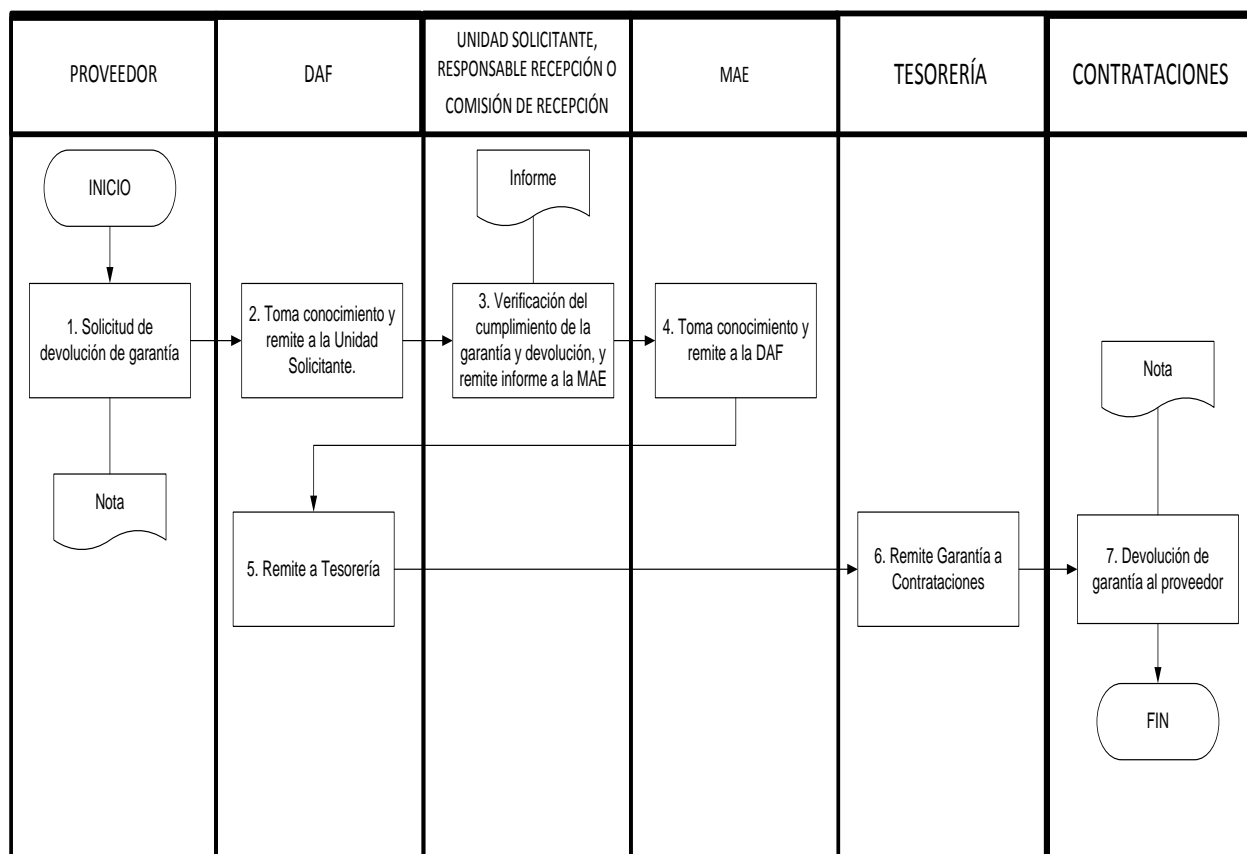 PROVEEDOR
DAF
UNIDAD SOLICITANTE,
RESPONSABLE RECEPCIÓN O
COMISIÓN DE RECEPCIÓN
MAE
TESORERÍA
CONTRATACIONES
INICIO
Informe
1. Solicitud de
devolución de garantía
2. Toma conocimiento y
remite a la Unidad
Solicitante.
3. Verificación del
cumplimiento de la
garantía y devolución, y
remite informe a la MAE
4. Toma conocimiento y
remite a la DAF
Nota
Nota
5. Remite a Tesorería
6. Remite Garantía a
Contrataciones
7. Devolución de
garantía al proveedor
FIN